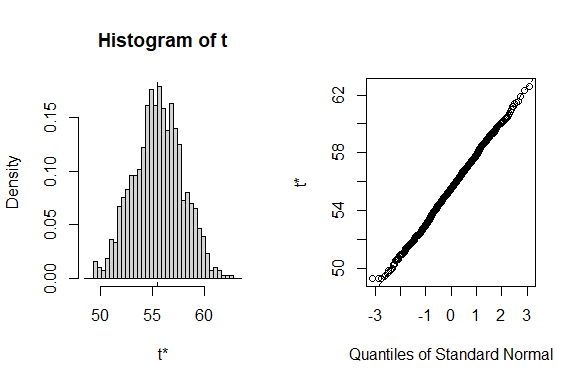 Histogram of t
Density
0.00 0.05 0.10 0.15
50 55 60
t*
t*
50 54 58 62
-3 -1 0 1 2 3
Quantiles of Standard Normal